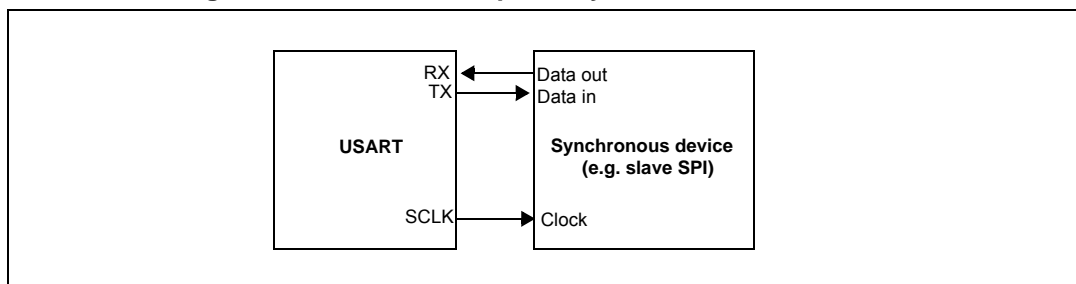 RX
TX
USART
SCLK
Data out
Data in
Synchronous device
(e.g. slave SPI)
Clock